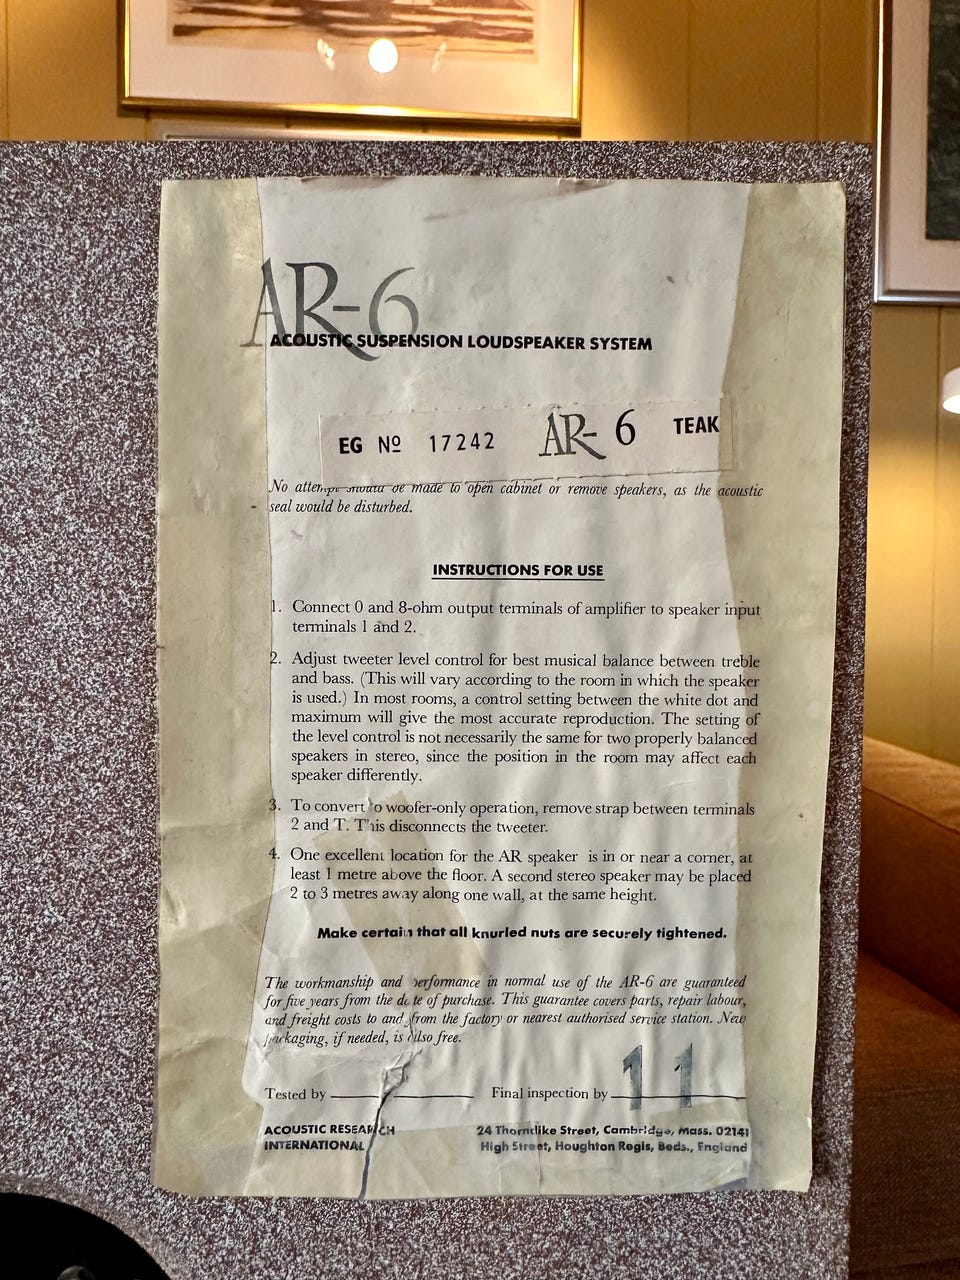 AR-6
ACOUSTIC SUSPENSION LOUDSPEAKER SYSTEM
EG Nº 17242 AR- 6 TEAK
No attempt should be made to open cabinet or remove speakers, as the acoustic
seal would be disturbed.
INSTRUCTIONS FOR USE
1. Connect 0 and 8-ohm output terminals of amplifier to speaker input
terminals 1 and 2.
2. Adjust tweeter level control for best musical balance between treble
and bass. (This will vary according to the room in which the speaker
is used.) In most rooms, a control setting between the white dot and
maximum will give the most accurate reproduction. The setting of
the level control is not necessarily the same for two properly balanced
speakers in stereo, since the position in the room may affect each
speaker differently.
3. To convert to woofer-only operation, remove strap between terminals
2 and T. This disconnects the tweeter.
4. One excellent location for the AR speaker is in or near a corner, at
least 1 metre above the floor. A second stereo speaker may be placed
2 to 3 metres away along one wall, at the same height.
Make certain that all knurled nuts are securely tightened.
The workmanship and performance in normal use of the AR-6 are guaranteed
for five years from the date of purchase. This guarantee covers parts, repair labour,
and freight costs to and from the factory or nearest authorised service station. New
packaging, if needed, is also free.
Tested by Final inspection by 11
ACOUSTIC RESEARCH 24 Thorndike Street, Cambridge, Mass. 02141
INTERNATIONAL High Street, Houghton Regis, Beds., England